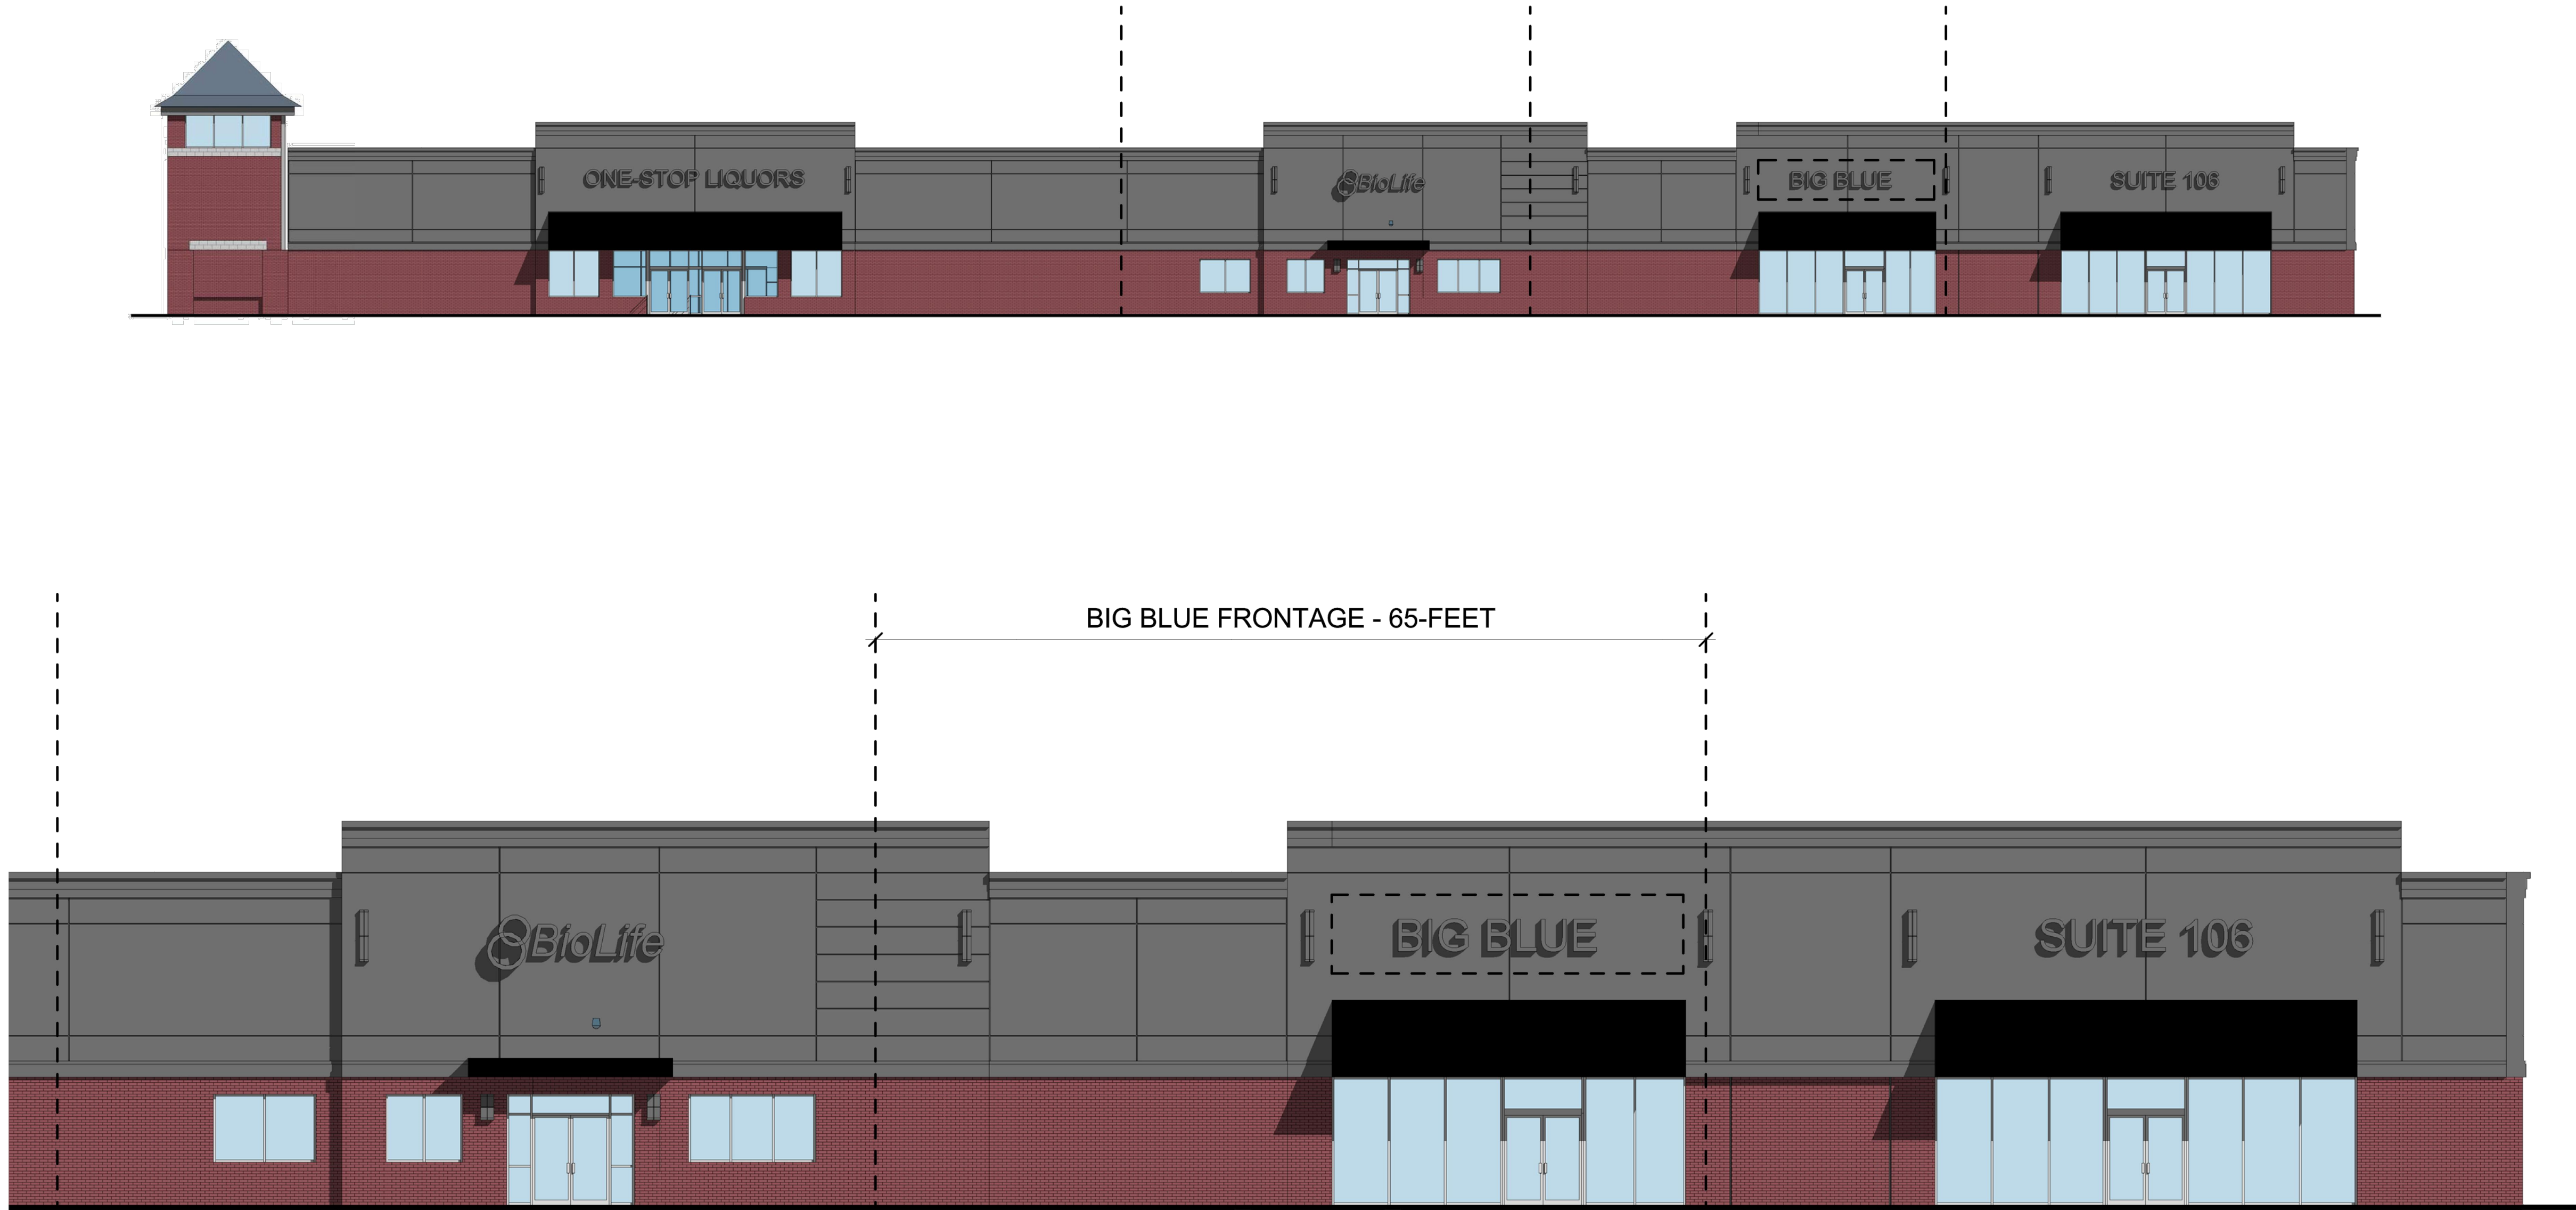 ONE-STOP LIQUORS
BioLife
BIG BLUE
SUITE 106
BIG BLUE FRONTAGE - 65-FEET
BioLife
BIG BLUE
SUITE 106